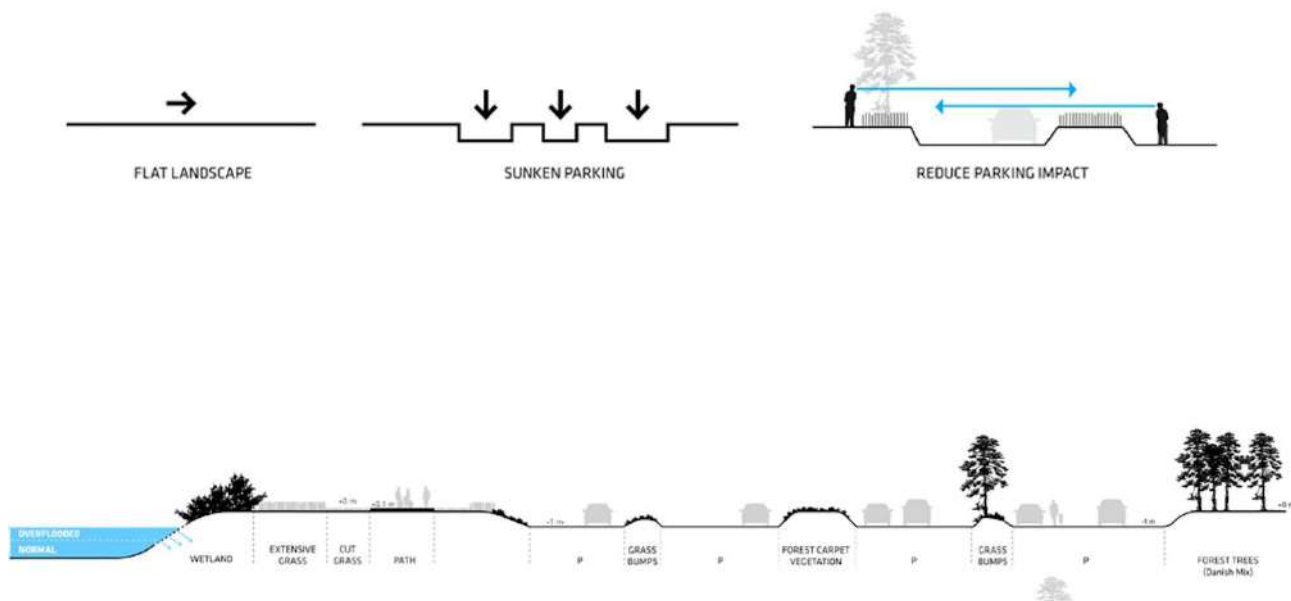 FLAT LANDSCAPE
SUNKEN PARKING
REDUCE PARKING IMPACT
OVERFLOODED
NORMAL
WETLAND
EXTENSIVE
GRASS
CUT
GRASS
PATH
P
GRASS
BUMPS
P
FOREST CARPET
VEGETATION
P
GRASS
BUMPS
P
FOREST TREES
(Danish Mix)